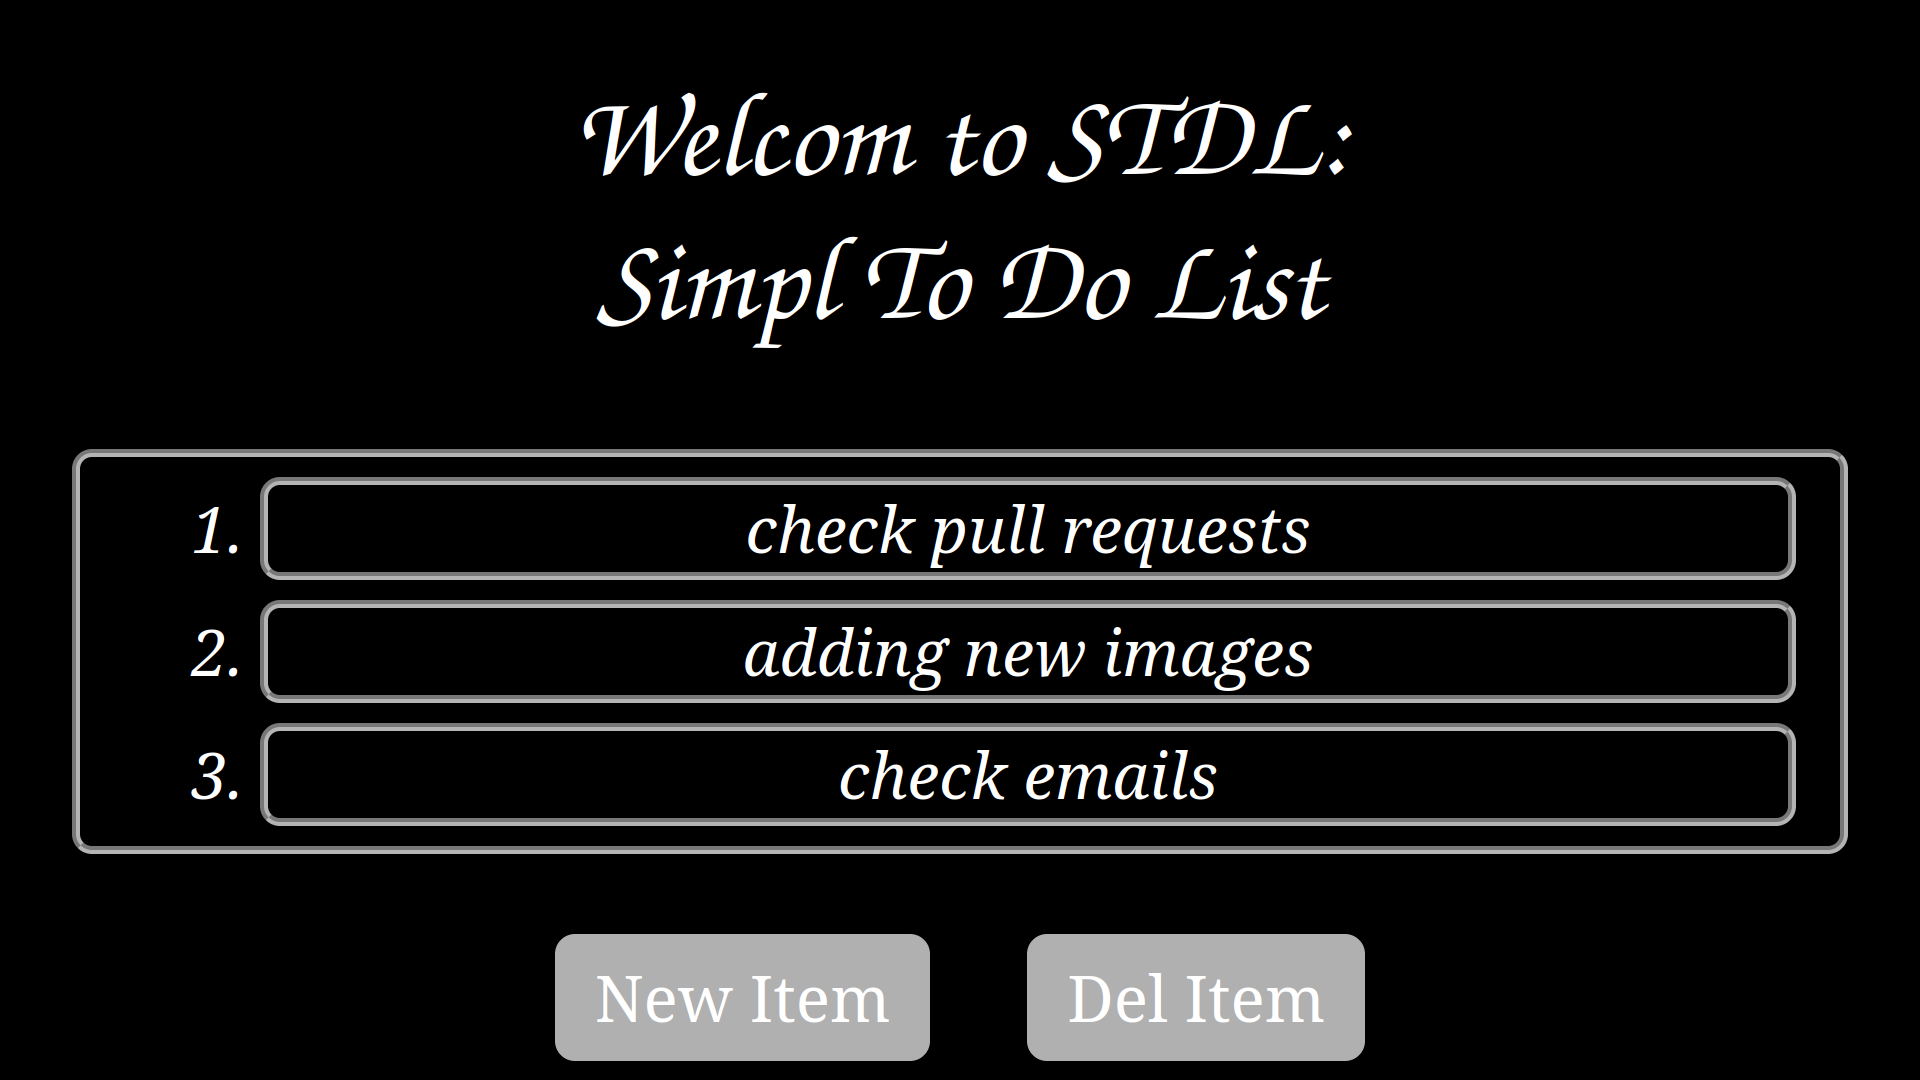 Welcom to STDL:
Simpl To Do List
1. check pull requests
2. adding new images
3. check emails
New Item Del Item